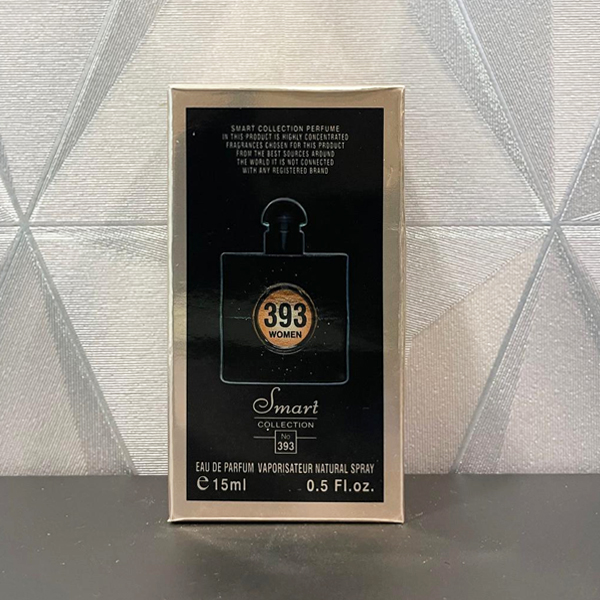 SMART COLLECTION PERFUME
IN THIS PRODUCT IS HIGHLY CONCENTRATED
FRAGRANCES CHOSEN FOR THIS PRODUCT
FROM THE BEST SOURCES AROUND
THE WORLD IT IS NOT CONNECTED
WITH ANY REGISTERED BRAND
393
WOMEN
Smart
COLLECTION
No
393
EAU DE PARFUM VAPORISATEUR NATURAL SPRAY
℮15ml 0.5 Fl.oz.